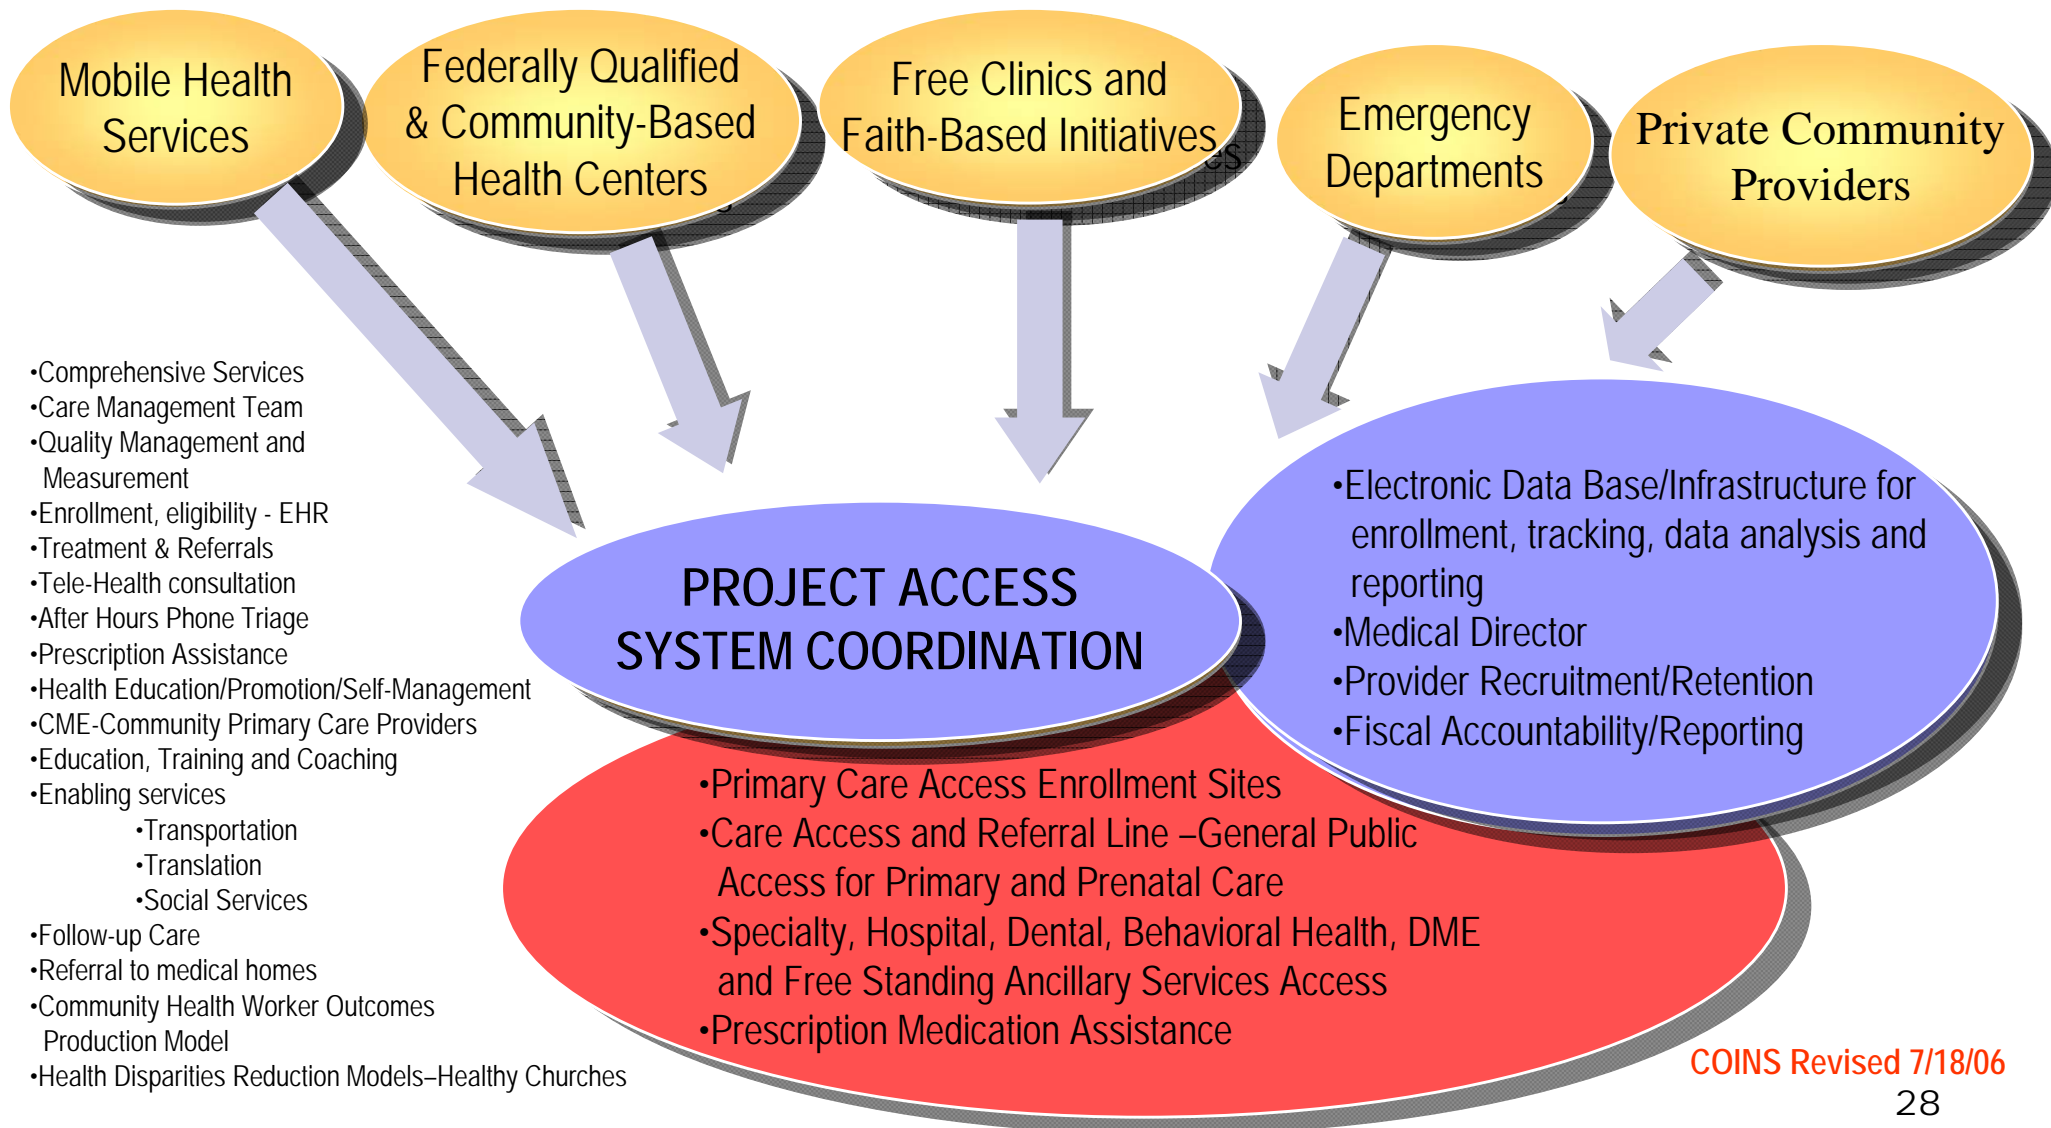 Mobile Health
Services
Federally Qualified
& Community-Based
Health Centers
Free Clinics and
Faith-Based Initiatives
Emergency
Departments
Private Community
Providers
•Comprehensive Services
•Care Management Team
•Quality Management and
Measurement
•Enrollment, eligibility - EHR
•Treatment & Referrals
•Tele-Health consultation
•After Hours Phone Triage
•Prescription Assistance
•Health Education/Promotion/Self-Management
•CME-Community Primary Care Providers
•Education, Training and Coaching
•Enabling services
•Transportation
•Translation
•Social Services
•Follow-up Care
•Referral to medical homes
•Community Health Worker Outcomes
Production Model
•Health Disparities Reduction Models–Healthy Churches
PROJECT ACCESS
SYSTEM COORDINATION
•Electronic Data Base/Infrastructure for
enrollment, tracking, data analysis and
reporting
•Medical Director
•Provider Recruitment/Retention
•Fiscal Accountability/Reporting
•Primary Care Access Enrollment Sites
•Care Access and Referral Line –General Public
Access for Primary and Prenatal Care
•Specialty, Hospital, Dental, Behavioral Health, DME
and Free Standing Ancillary Services Access
•Prescription Medication Assistance
COINS Revised 7/18/06
28